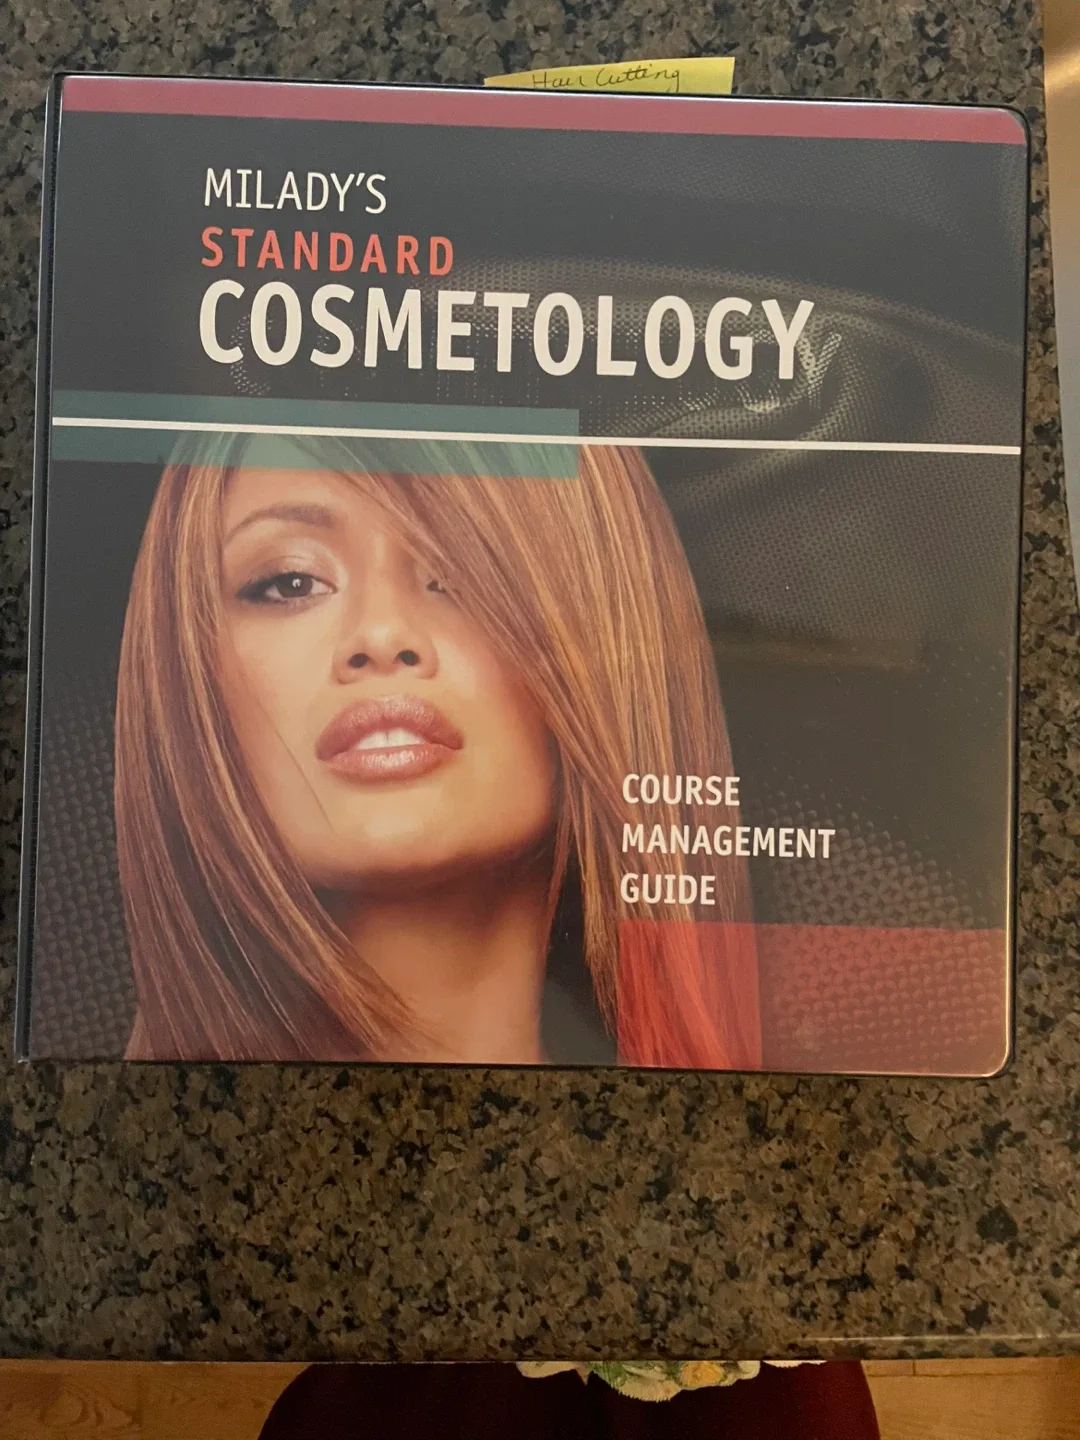 Hair Cutting
MILADY'S
STANDARD
COSMETOLOGY
COURSE
MANAGEMENT
GUIDE